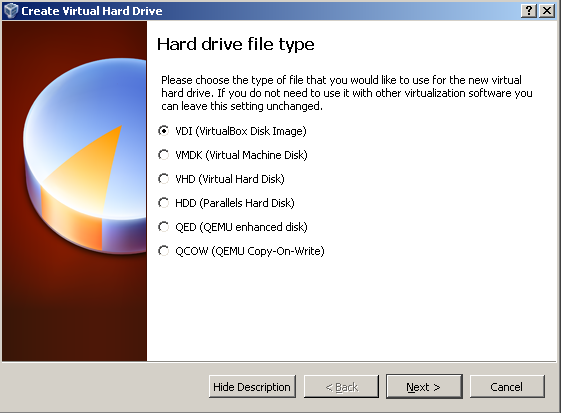 Create Virtual Hard Drive
Hard drive file type
Please choose the type of file that you would like to use for the new virtual
hard drive. If you do not need to use it with other virtualization software you
can leave this setting unchanged.
VDI (VirtualBox Disk Image)
VMDK (Virtual Machine Disk)
VHD (Virtual Hard Disk)
HDD (Parallels Hard Disk)
QED (QEMU enhanced disk)
QCOW (QEMU Copy-On-Write)
Hide Description
< Back
Next >
Cancel